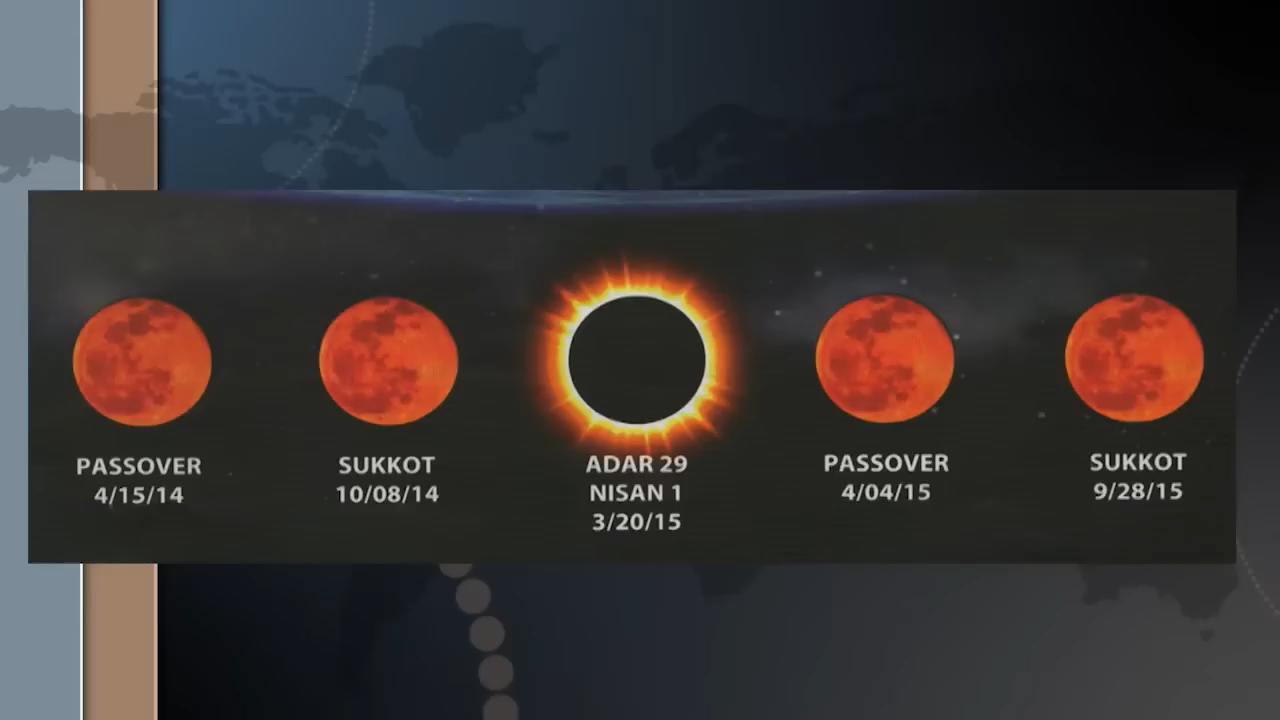 PASSOVER
4/15/14
SUKKOT
10/08/14
ADAR 29
NISAN 1
3/20/15
PASSOVER
4/04/15
SUKKOT
9/28/15